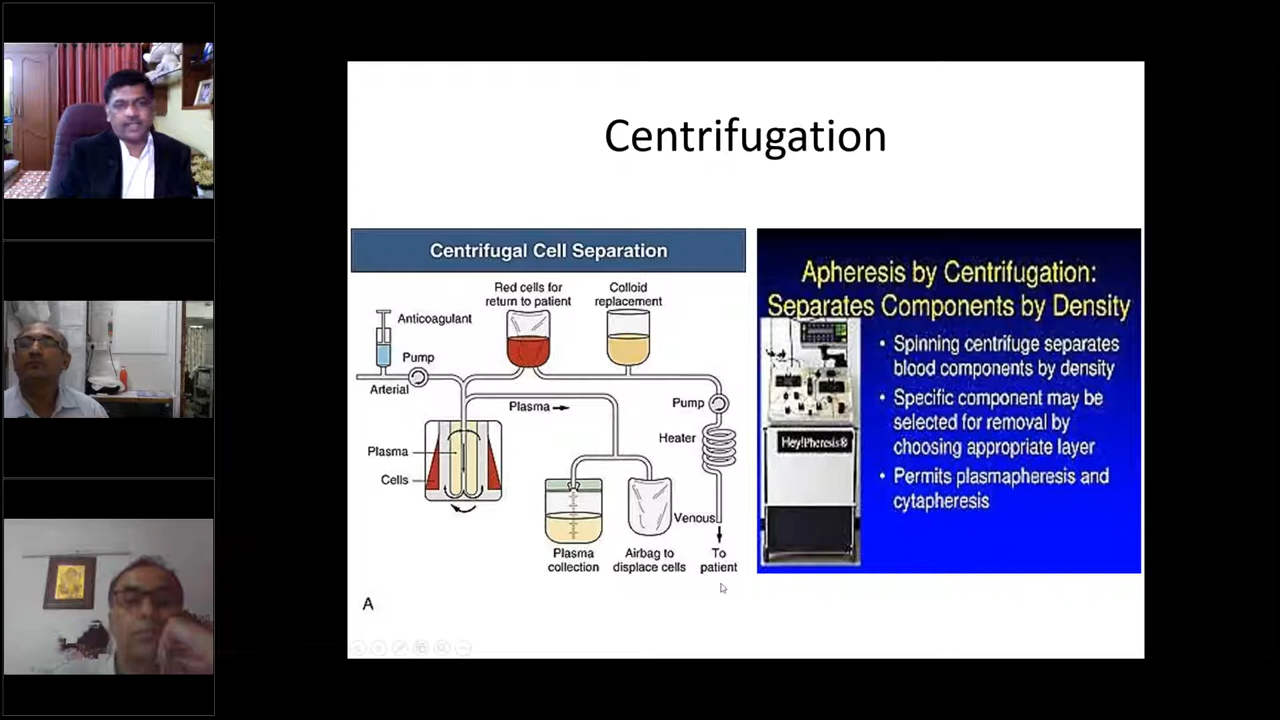 Centrifugation
Centrifugal Cell Separation
Red cells for
return to patient
Colloid
replacement
Anticoagulant
Pump
Arterial
Plasma
Pump
Heater
Plasma
Cells
Venous
Plasma
collection
Airbag to
displace cells
To
patient
A
Apheresis by Centrifugation:
Separates Components by Density
• Spinning centrifuge separates
blood components by density
• Specific component may be
selected for removal by
choosing appropriate layer
• Permits plasmapheresis and
cytapheresis
Hey!Pheresis®